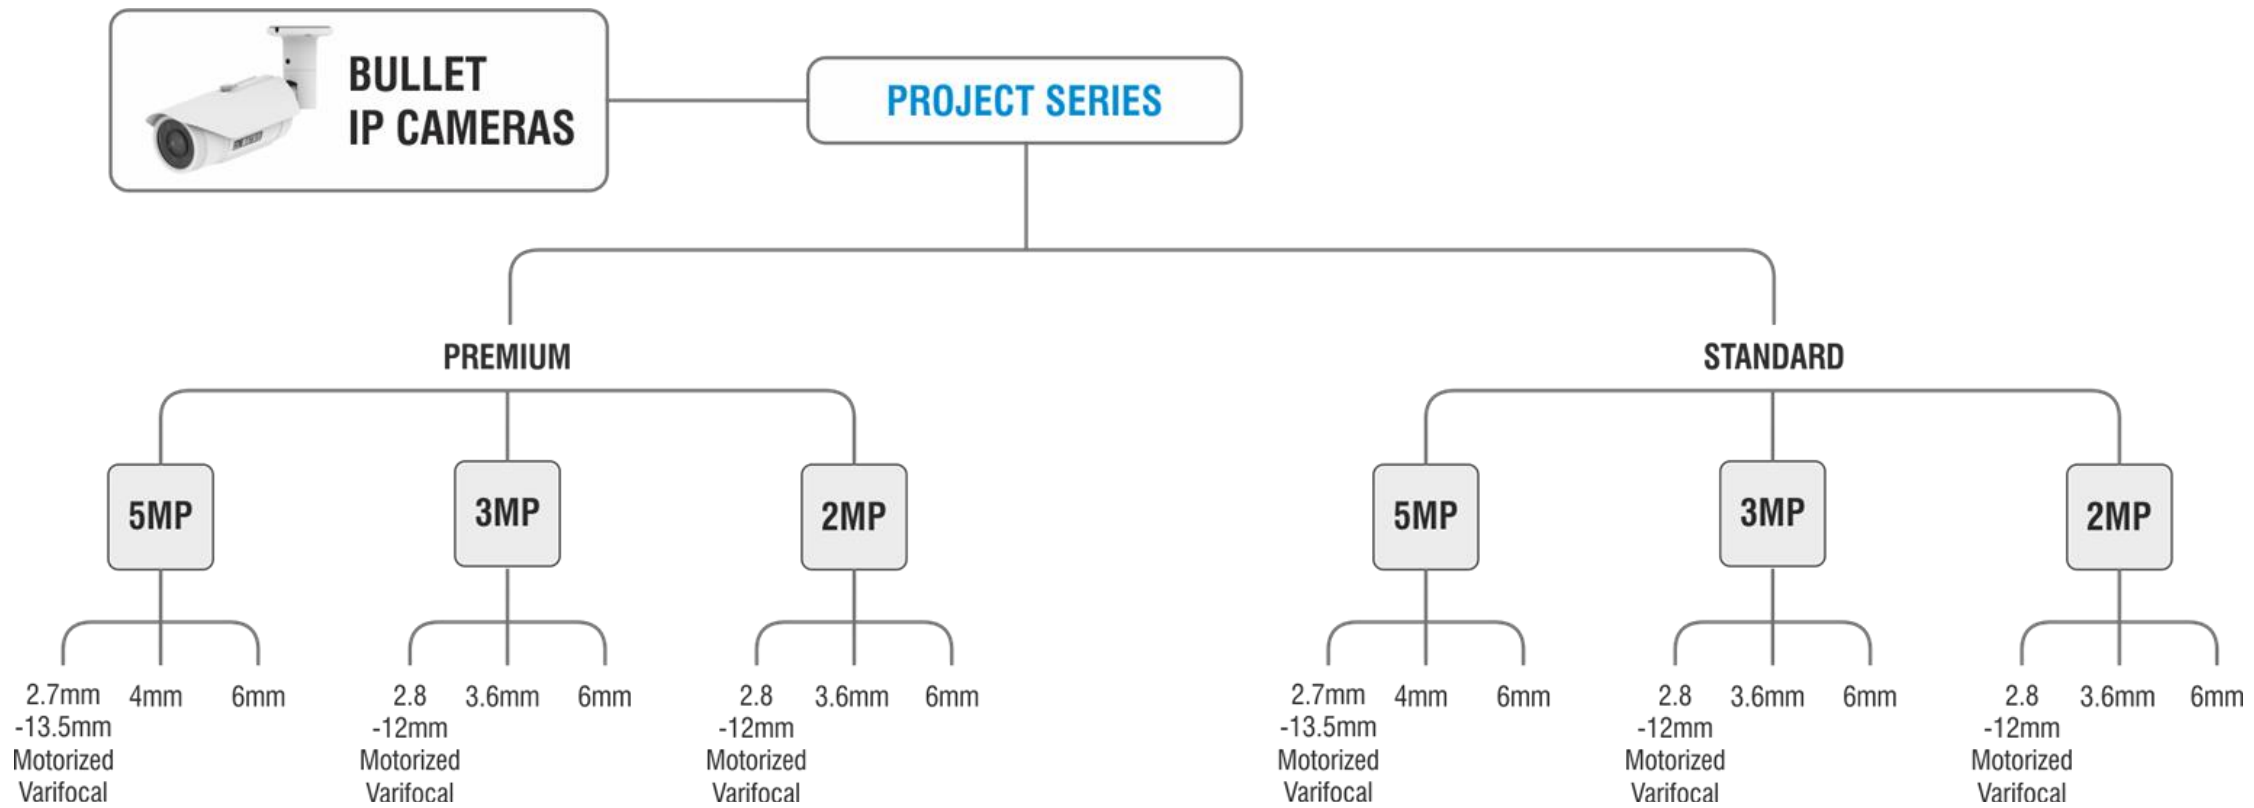 BULLET
IP CAMERAS
PROJECT SERIES
PREMIUM
STANDARD
5MP
3MP
2MP
5MP
3MP
2MP
2.7mm
-13.5mm
Motorized
Varifocal
4mm
6mm
2.8
-12mm
Motorized
Varifocal
3.6mm
6mm
2.8
-12mm
Motorized
Varifocal
3.6mm
6mm
2.7mm
-13.5mm
Motorized
Varifocal
4mm
6mm
2.8
-12mm
Motorized
Varifocal
3.6mm
6mm
2.8
-12mm
Motorized
Varifocal
3.6mm
6mm